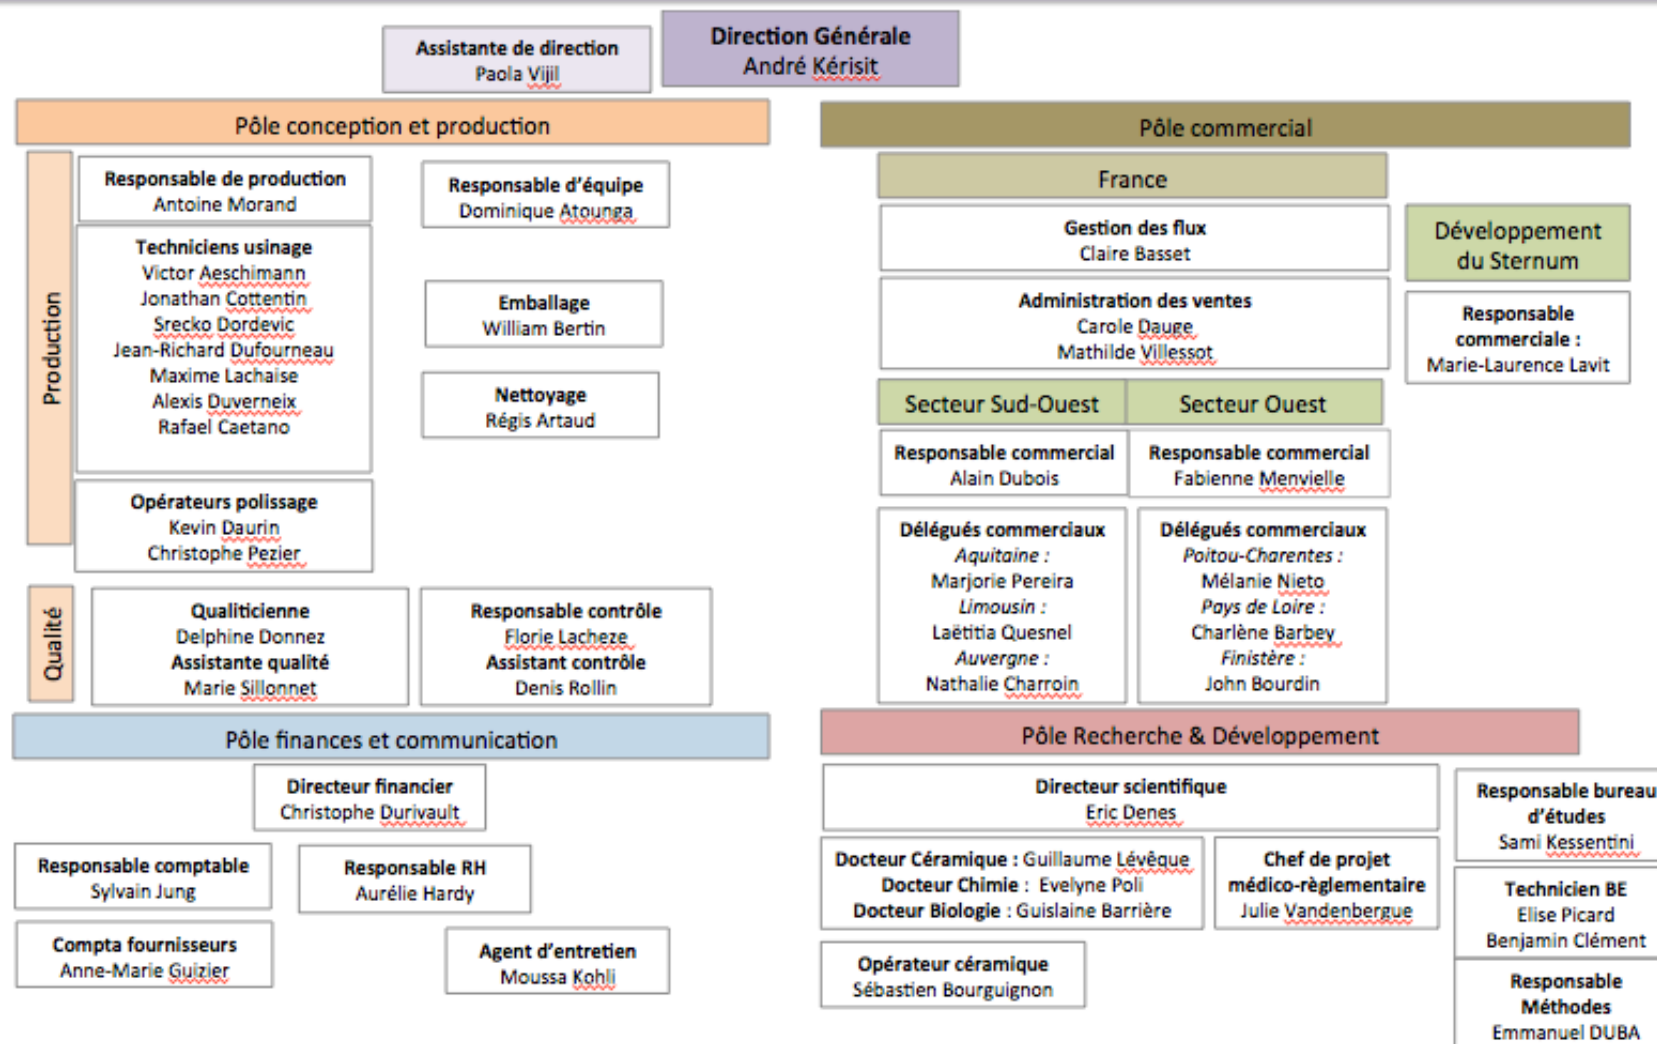 Assistante de direction
Paola Vijil
Direction Générale
André Kérisit
Pôle conception et production
Production
Responsable de production
Antoine Morand
Techniciens usinage
Victor Aeschimann
Jonathan Cottentin
Srecko Dordevic
Jean-Richard Dufourneau
Maxime Lachaise
Alexis Duverneix
Rafael Caetano
Opérateurs polissage
Kevin Daurin
Christophe Pezier
Responsable d'équipe
Dominique Atounga
Emballage
William Bertin
Nettoyage
Régis Artaud
Qualité
Qualiticienne
Delphine Donnez
Assistante qualité
Marie Sillonnet
Responsable contrôle
Florie Lacheze
Assistant contrôle
Denis Rollin
Pôle commercial
France
Gestion des flux
Claire Basset
Administration des ventes
Carole Dauge
Mathilde Villessot
Secteur Sud-Ouest
Responsable commercial
Alain Dubois
Délégués commerciaux
Aquitaine :
Marjorie Pereira
Limousin :
Laëtitia Quesnel
Auvergne :
Nathalie Charroin
Secteur Ouest
Responsable commercial
Fabienne Menvielle
Délégués commerciaux
Poitou-Charentes :
Mélanie Nieto
Pays de Loire :
Charlène Barbey
Finistère :
John Bourdin
Développement
du Sternum
Responsable
commerciale :
Marie-Laurence Lavit
Pôle finances et communication
Directeur financier
Christophe Durivault
Responsable comptable
Sylvain Jung
Responsable RH
Aurélie Hardy
Compta fournisseurs
Anne-Marie Guizier
Agent d'entretien
Moussa Kohli
Pôle Recherche & Développement
Directeur scientifique
Eric Denes
Docteur Céramique : Guillaume Lévêque
Docteur Chimie : Evelyne Poli
Docteur Biologie : Guislaine Barrière
Chef de projet
médico-règlementaire
Julie Vandenbergue
Opérateur céramique
Sébastien Bourguignon
Responsable bureau
d'études
Sami Kessentini
Technicien BE
Elise Picard
Benjamin Clément
Responsable
Méthodes
Emmanuel DUBA